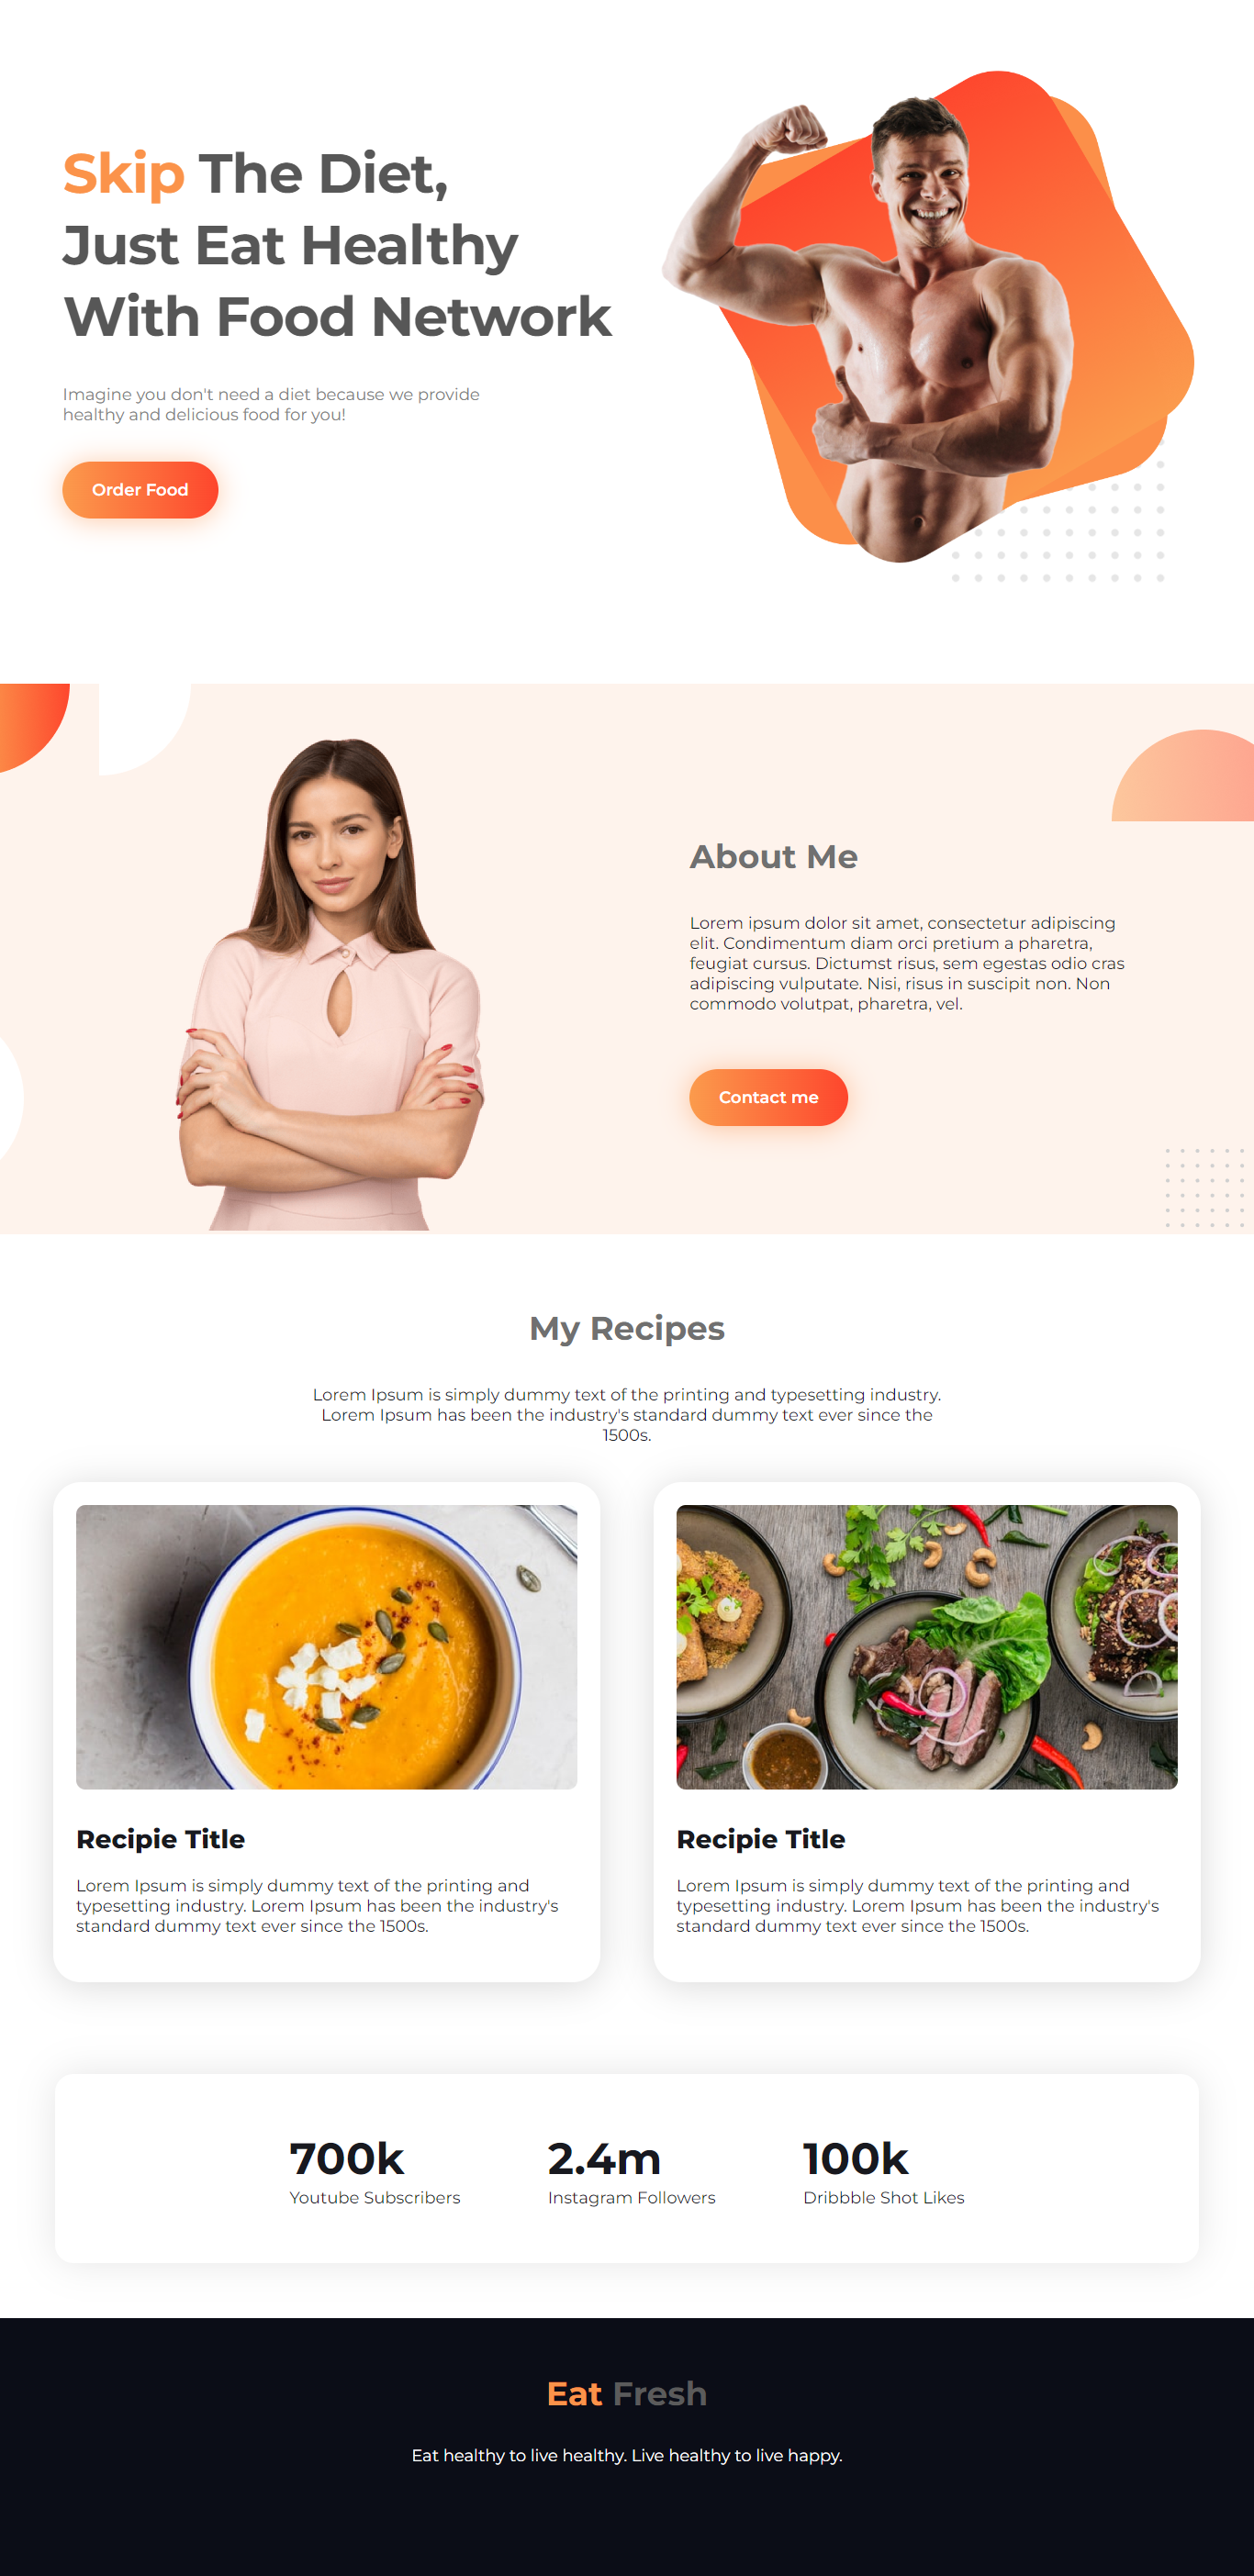 Skip The Diet,
Just Eat Healthy
With Food Network
Imagine you don't need a diet because we provide
healthy and delicious food for you!
Order Food
About Me
Lorem ipsum dolor sit amet, consectetur adipiscing
elit. Condimentum diam orci pretium a pharetra,
feugiat cursus. Dictumst risus, sem egestas odio cras
adipiscing vulputate. Nisi, risus in suscipit non. Non
commodo volutpat, pharetra, vel.
Contact me
My Recipes
Lorem Ipsum is simply dummy text of the printing and typesetting industry.
Lorem Ipsum has been the industry's standard dummy text ever since the
1500s.
Recipie Title
Lorem Ipsum is simply dummy text of the printing and
typesetting industry. Lorem Ipsum has been the industry's
standard dummy text ever since the 1500s.
Recipie Title
Lorem Ipsum is simply dummy text of the printing and
typesetting industry. Lorem Ipsum has been the industry's
standard dummy text ever since the 1500s.
700k
Youtube Subscribers
2.4m
Instagram Followers
100k
Dribbble Shot Likes
Eat Fresh
Eat healthy to live healthy. Live healthy to live happy.